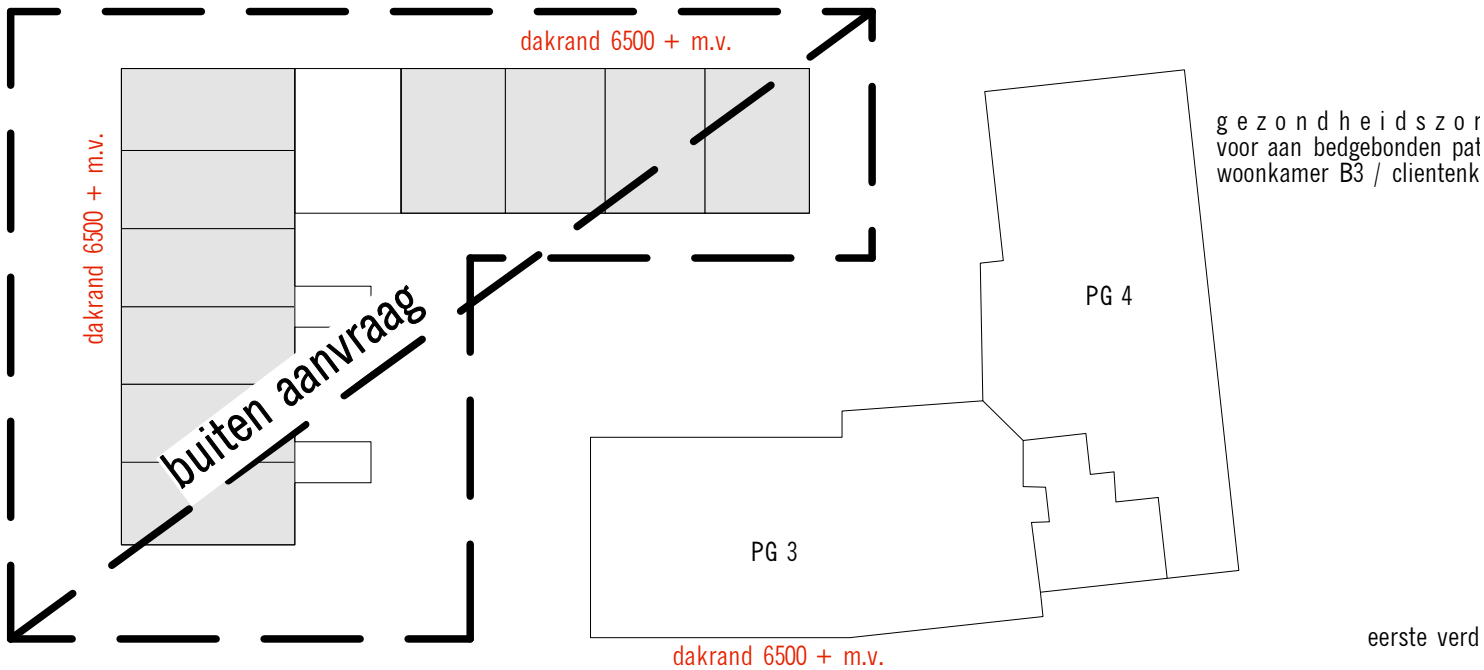 dakrand 6500 + m.v.
dakrand 6500 + m.v.
gezondheidszor
voor aan bedgebonden pat
woonkamer B3 / clientenk
PG 4
buiten aanvraag
PG 3
eerste verd
dakrand 6500 + m.v.